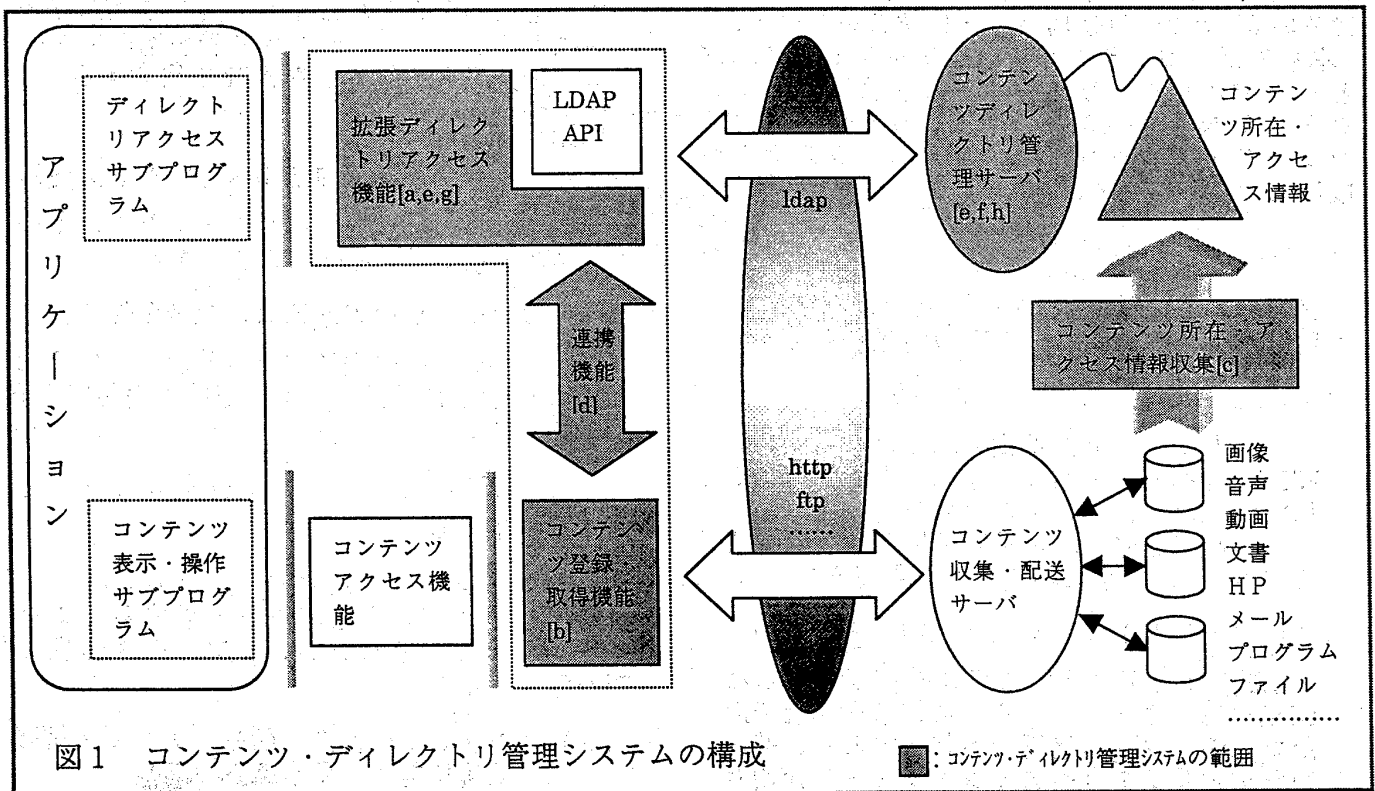 アプリケーション
ディレクト
リアクセス
サブプログ
ラム
コンテンツ
表示・操作
サブプログ
ラム
拡張ディレク
トリアクセス
機能[a,e,g]
LDAP
API
連携
機能
[d]
コンテンツ
アクセス機
能
コンテン
ツ登録
取得機能
[b]
ldap
http
ftp
......
コンテン
ツディレ
クトリ管
理サーバ
[e,f,h]
コンテン
ツ所在・
アクセ
ス情報
コンテンツ所在・ア
クセス情報収集[c]
コンテンツ
収集・配送
サーバ
画像
音声
動画
文書
HP
メール
プログラム
ファイル
...............
図1 コンテンツ・ディレクトリ管理システムの構成
:コンテンツ・ディレクトリ管理システムの範囲